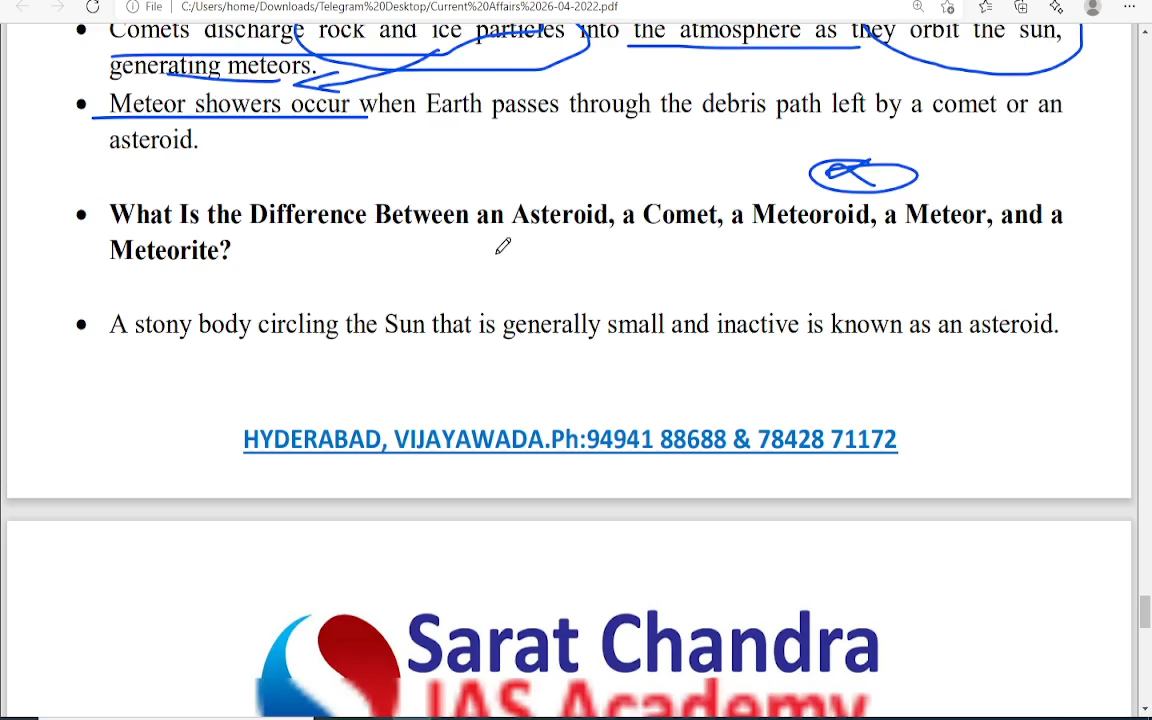 File | C:/Users/home/Downloads/Telegram%20Desktop/Current%20Affairs%2026-04-2022.pdf
• Comets discharge rock and ice particles into the atmosphere as they orbit the sun,
generating meteors.
• Meteor showers occur when Earth passes through the debris path left by a comet or an
asteroid.
• What Is the Difference Between an Asteroid, a Comet, a Meteoroid, a Meteor, and a
Meteorite?
• A stony body circling the Sun that is generally small and inactive is known as an asteroid.
HYDERABAD, VIJAYAWADA.Ph:94941 88688 & 78428 71172
Sarat Chandra
IAS Academy